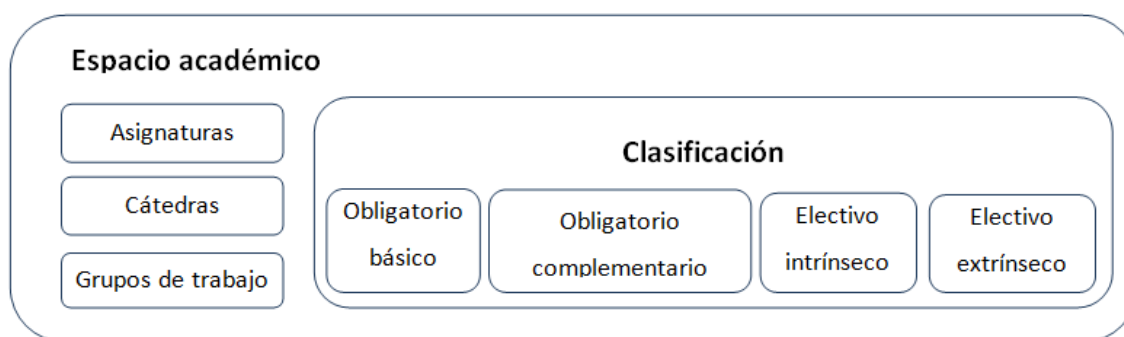 Espacio académico
Asignaturas
Cátedras
Grupos de trabajo
Clasificación
Obligatorio
básico
Obligatorio
complementario
Electivo
intrínseco
Electivo
extrínseco